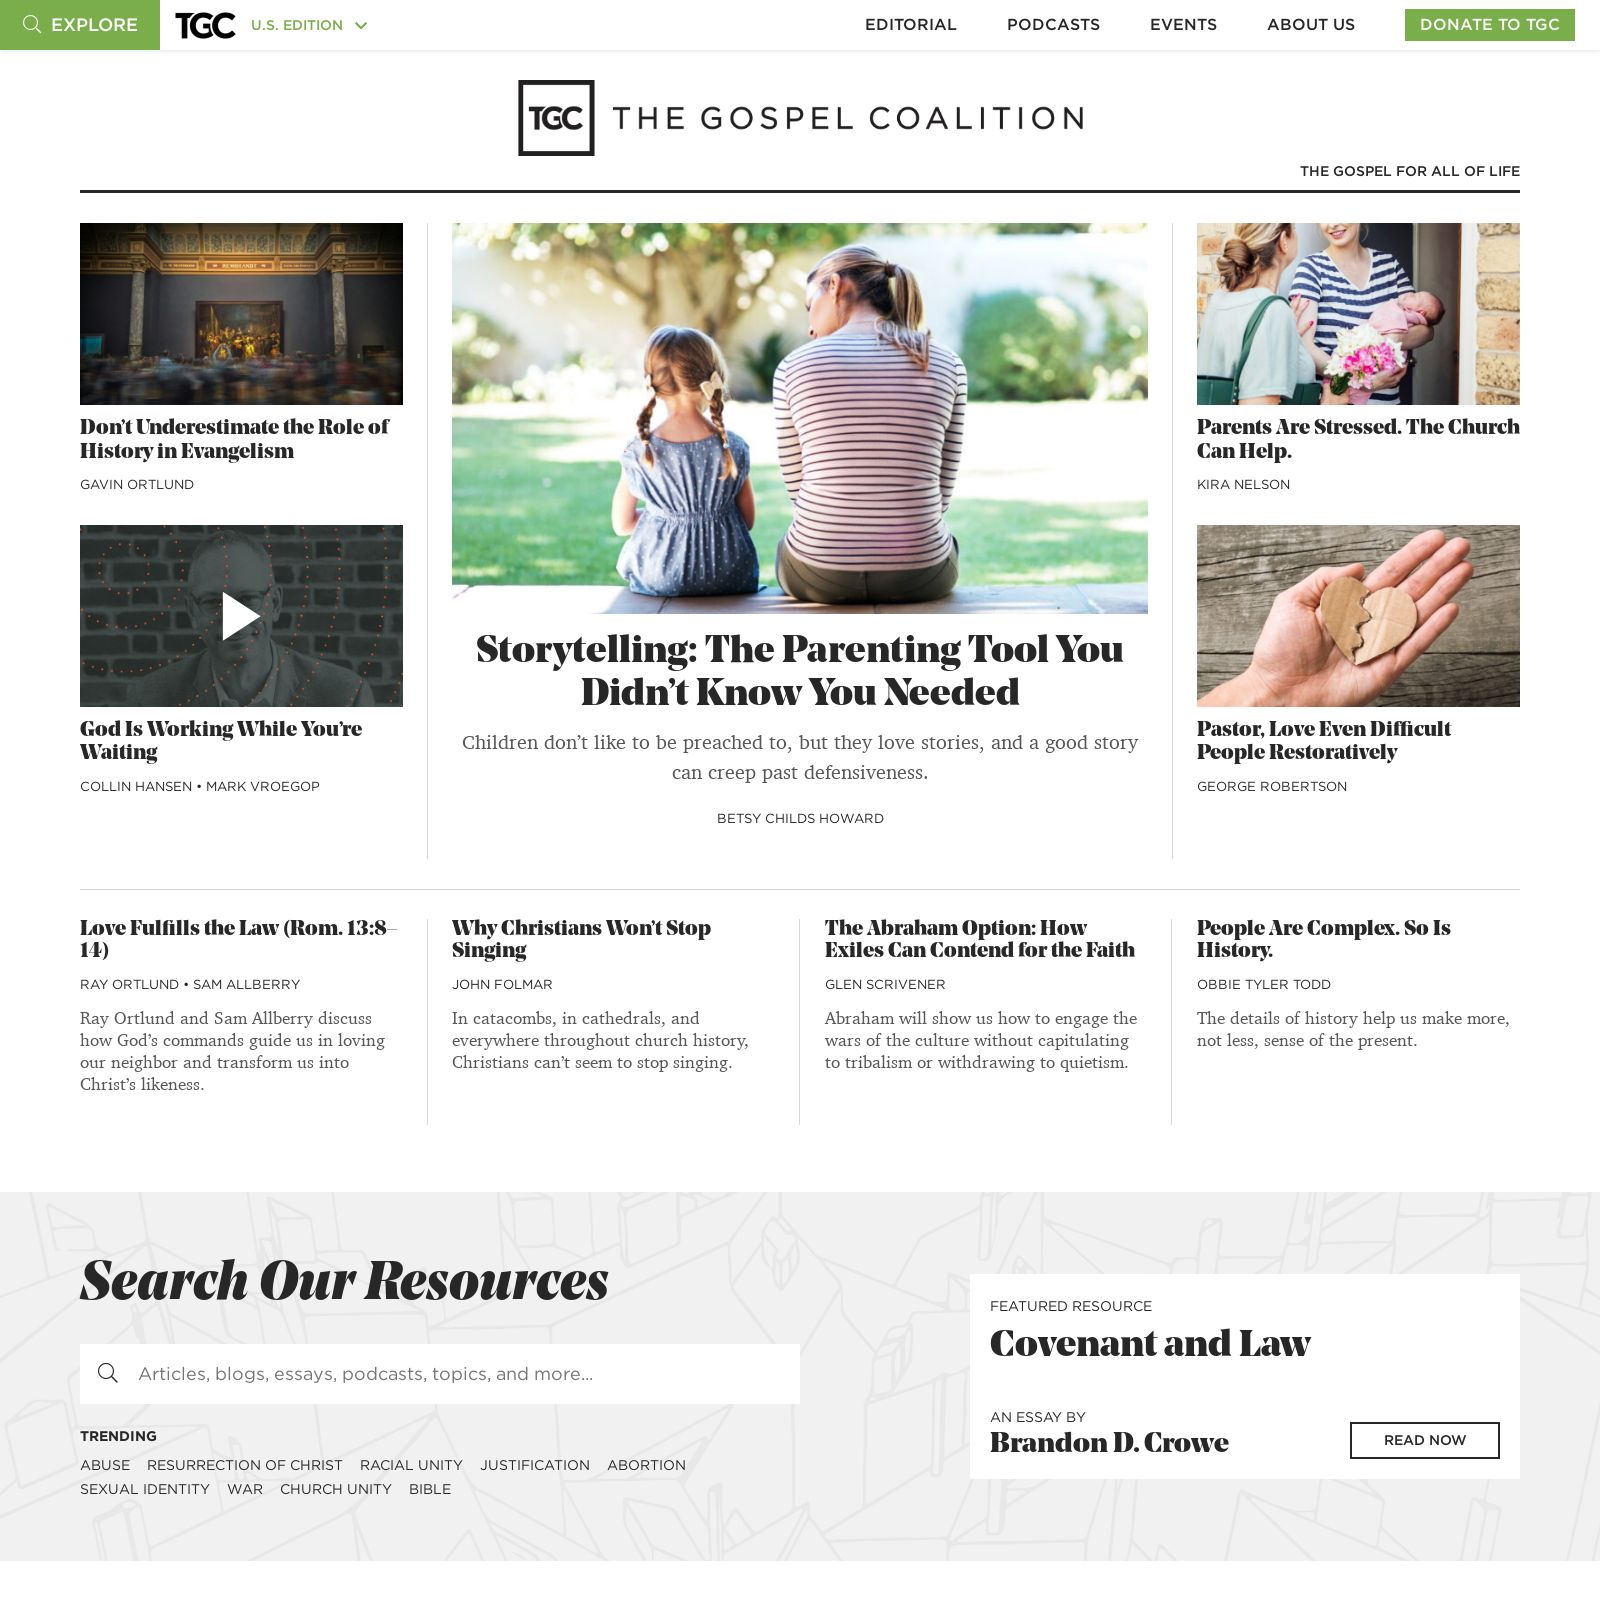 EXPLORE
TGC
U.S. EDITION
EDITORIAL
PODCASTS
EVENTS
ABOUT US
DONATE TO TGC
TGC
THE GOSPEL COALITION
THE GOSPEL FOR ALL OF LIFE
REMBRANDT
Don’t Underestimate the Role of
History in Evangelism
GAVIN ORTLUND
God Is Working While You’re
Waiting
COLLIN HANSEN • MARK VROEGOP
Storytelling: The Parenting Tool You
Didn’t Know You Needed
Children don’t like to be preached to, but they love stories, and a good story
can creep past defensiveness.
BETSY CHILDS HOWARD
Parents Are Stressed. The Church
Can Help.
KIRA NELSON
Pastor, Love Even Difficult
People Restoratively
GEORGE ROBERTSON
Love Fulfills the Law (Rom. 13:8–
14)
RAY ORTLUND • SAM ALLBERRY
Ray Ortlund and Sam Allberry discuss
how God’s commands guide us in loving
our neighbor and transform us into
Christ’s likeness.
Why Christians Won’t Stop
Singing
JOHN FOLMAR
In catacombs, in cathedrals, and
everywhere throughout church history,
Christians can’t seem to stop singing.
The Abraham Option: How
Exiles Can Contend for the Faith
GLEN SCRIVENER
Abraham will show us how to engage the
wars of the culture without capitulating
to tribalism or withdrawing to quietism.
People Are Complex. So Is
History.
OBBIE TYLER TODD
The details of history help us make more,
not less, sense of the present.
Search Our Resources
Articles, blogs, essays, podcasts, topics, and more...
TRENDING
ABUSE RESURRECTION OF CHRIST RACIAL UNITY JUSTIFICATION ABORTION
SEXUAL IDENTITY WAR CHURCH UNITY BIBLE
FEATURED RESOURCE
Covenant and Law
AN ESSAY BY
Brandon D. Crowe
READ NOW